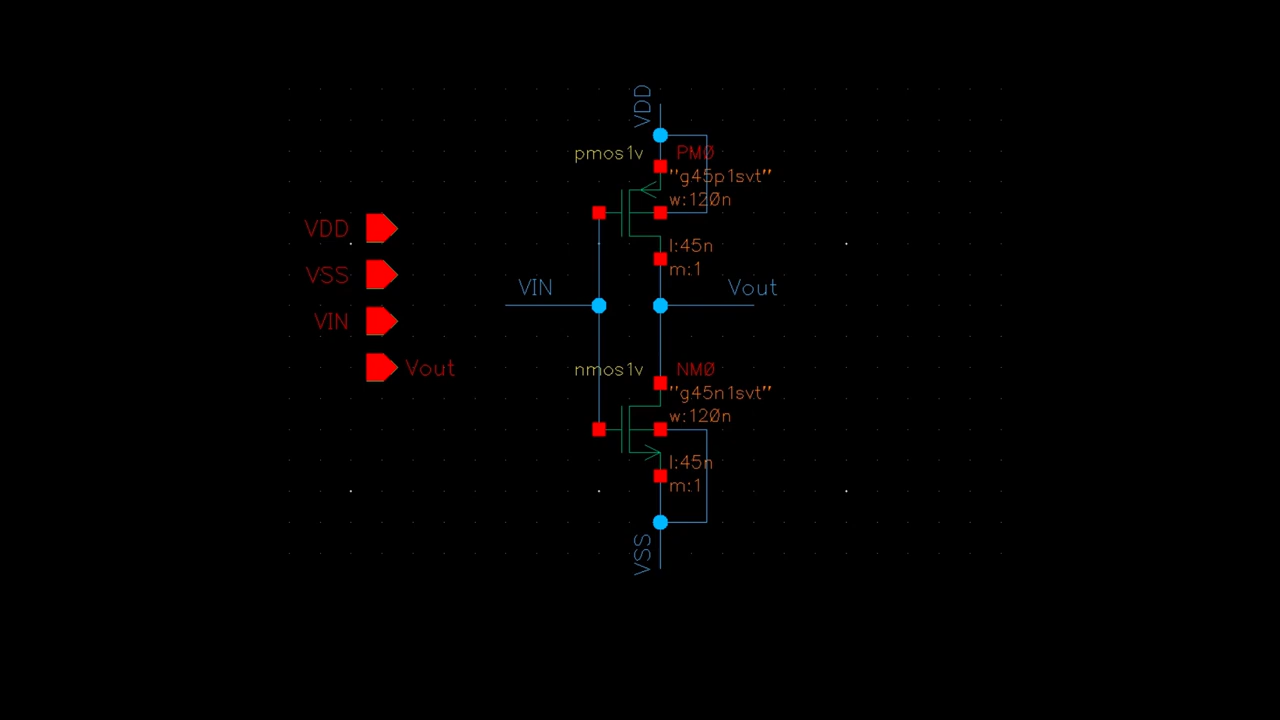 VDD
pmos1v PM0
"g45p1svt"
w:120n
VDD
l:45n
m:1
VSS
VIN Vout
VIN
nmos1v NM0
Vout
"g45n1svt"
w:120n
l:45n
m:1
VSS